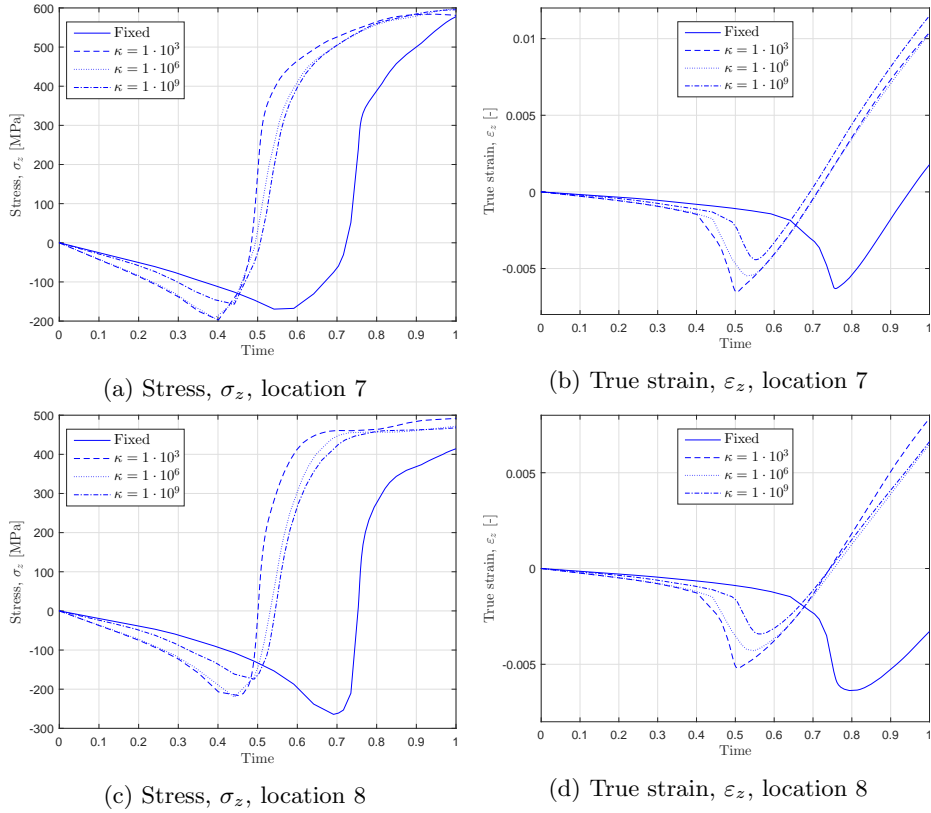 600
500
400
300
200
100
0
-100
-200
Stress, σz [MPa]
Fixed
κ = 1 · 10³
κ = 1 · 10⁶
κ = 1 · 10⁹
0 0.1 0.2 0.3 0.4 0.5 0.6 0.7 0.8 0.9 1
Time
(a) Stress, σz, location 7
0.01
0.005
0
-0.005
True strain, εz [-]
Fixed
κ = 1 · 10³
κ = 1 · 10⁶
κ = 1 · 10⁹
0 0.1 0.2 0.3 0.4 0.5 0.6 0.7 0.8 0.9 1
Time
(b) True strain, εz, location 7
500
400
300
200
100
0
-100
-200
-300
Stress, σz [MPa]
Fixed
κ = 1 · 10³
κ = 1 · 10⁶
κ = 1 · 10⁹
0 0.1 0.2 0.3 0.4 0.5 0.6 0.7 0.8 0.9 1
Time
(c) Stress, σz, location 8
0.005
0
-0.005
True strain, εz [-]
Fixed
κ = 1 · 10³
κ = 1 · 10⁶
κ = 1 · 10⁹
0 0.1 0.2 0.3 0.4 0.5 0.6 0.7 0.8 0.9 1
Time
(d) True strain, εz, location 8